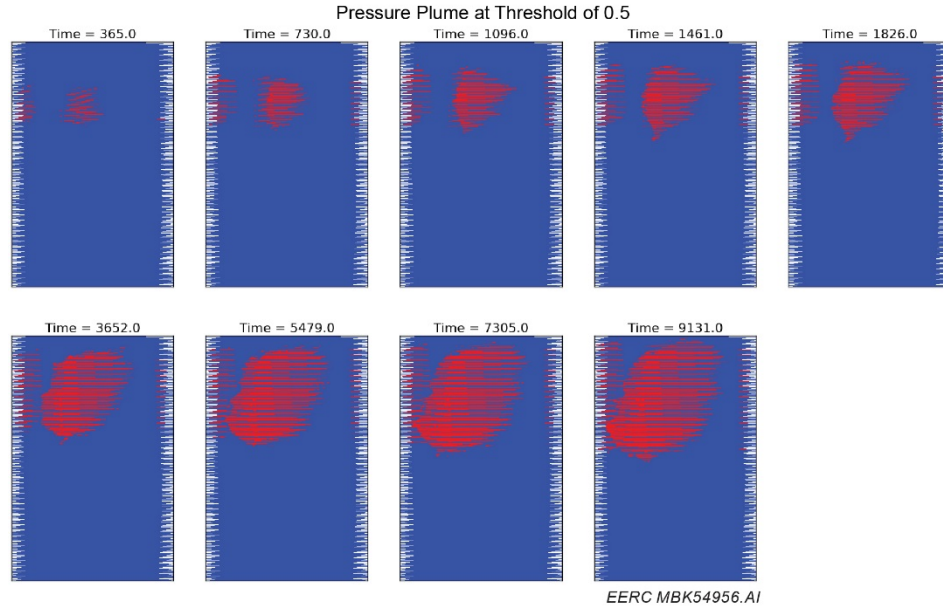 Pressure Plume at Threshold of 0.5
Time = 365.0
Time = 730.0
Time = 1096.0
Time = 1461.0
Time = 1826.0
Time = 3652.0
Time = 5479.0
Time = 7305.0
Time = 9131.0
EERC MBK54956.AI